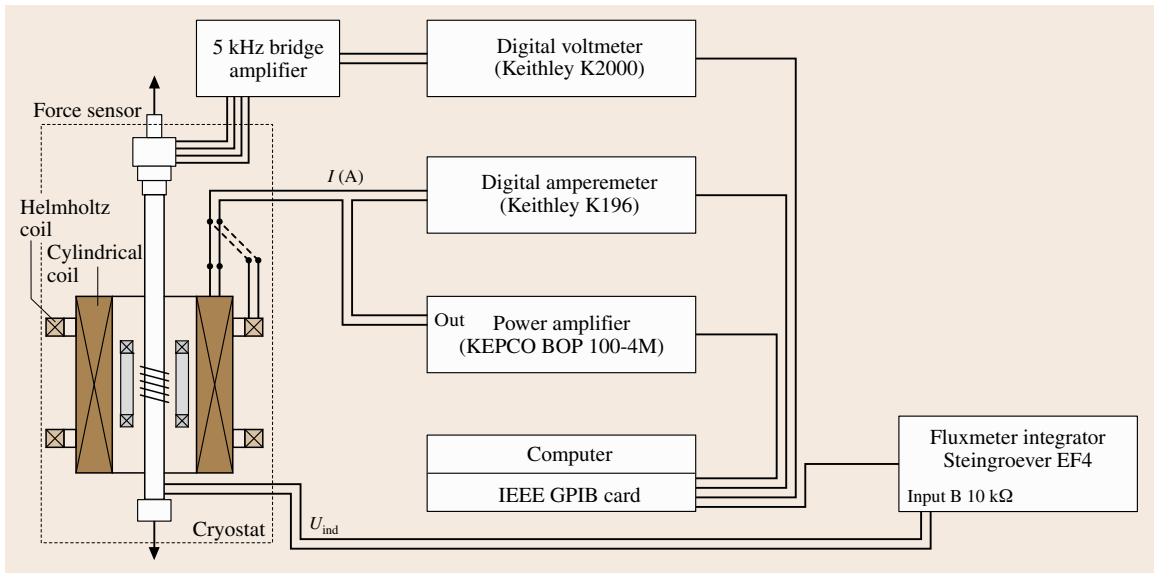 5 kHz bridge
amplifier
Digital voltmeter
(Keithley K2000)
Force sensor
I (A)
Digital amperemeter
(Keithley K196)
Helmholtz
coil
Cylindrical
coil
Out
Power amplifier
(KEPCO BOP 100-4M)
Computer
IEEE GPIB card
Fluxmeter integrator
Steingroever EF4
Input B 10 kΩ
Cryostat
Uind